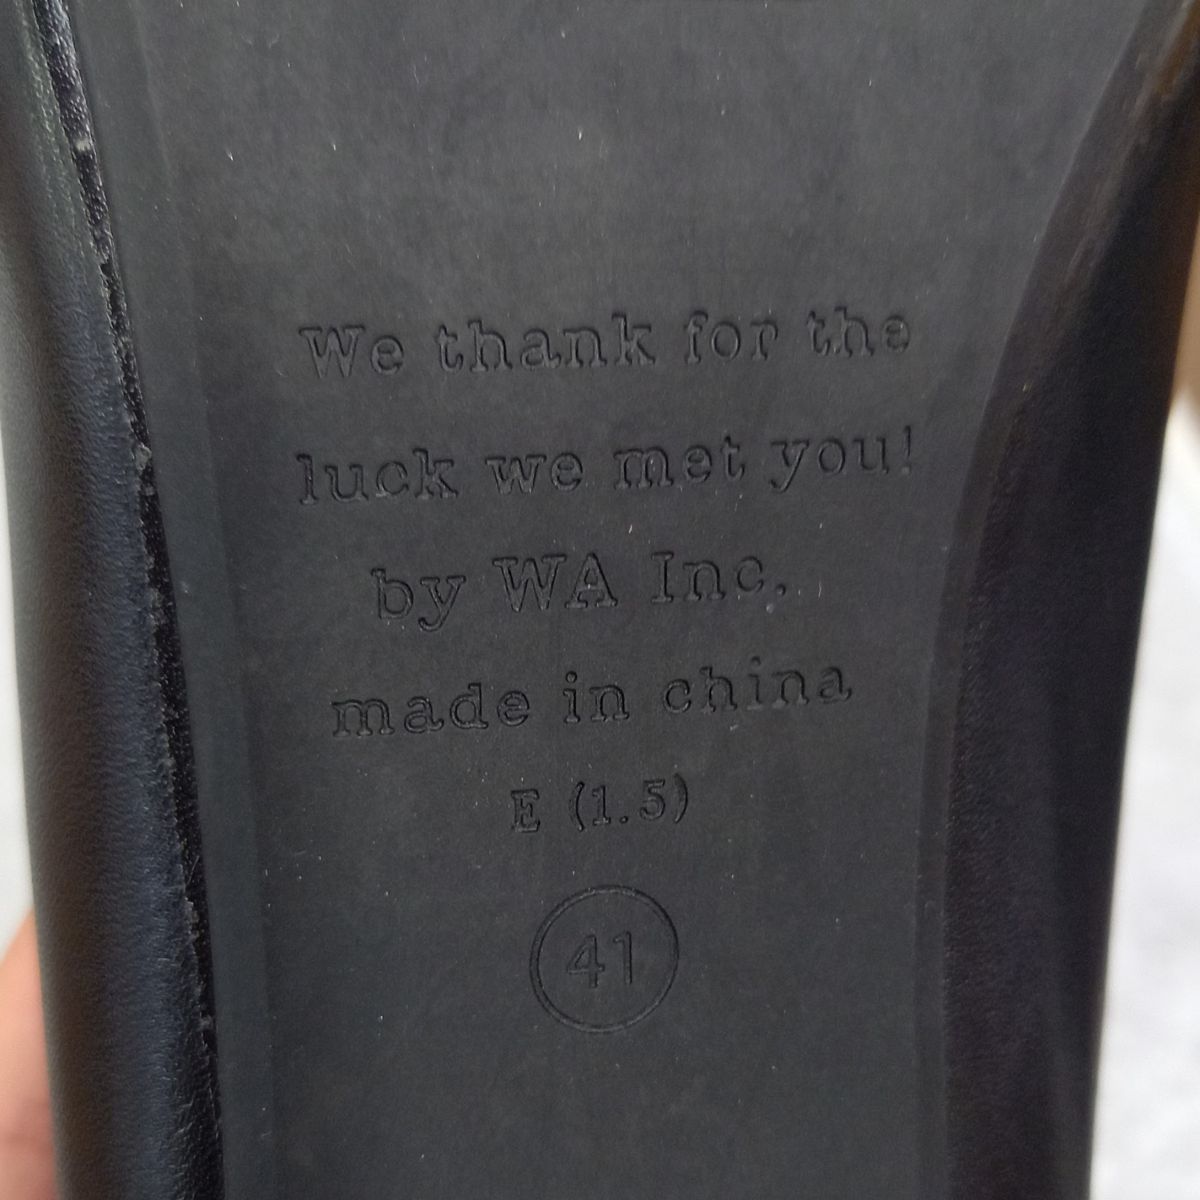 We thank for the
luck we met you!
by WA Inc.
made in china
E (1.5)
41